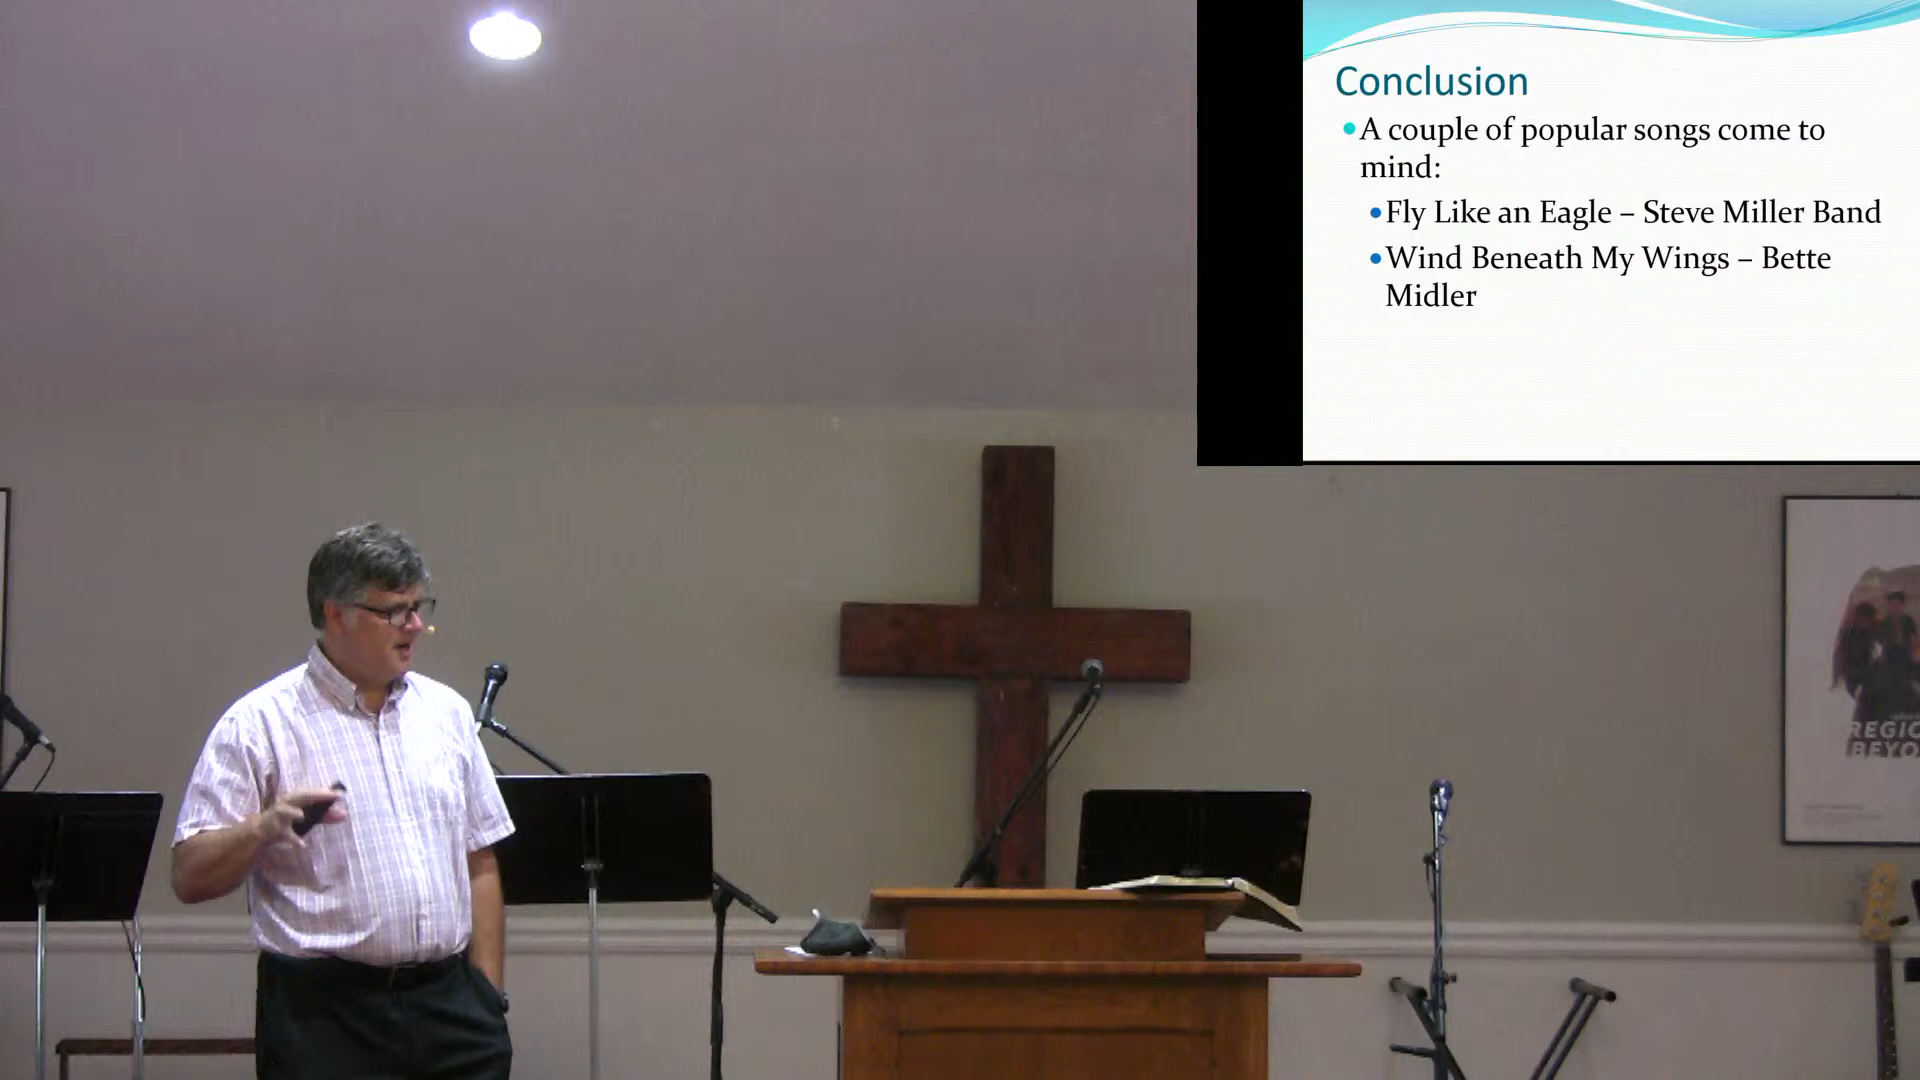 Conclusion
A couple of popular songs come to
mind:
Fly Like an Eagle – Steve Miller Band
Wind Beneath My Wings – Bette
Midler